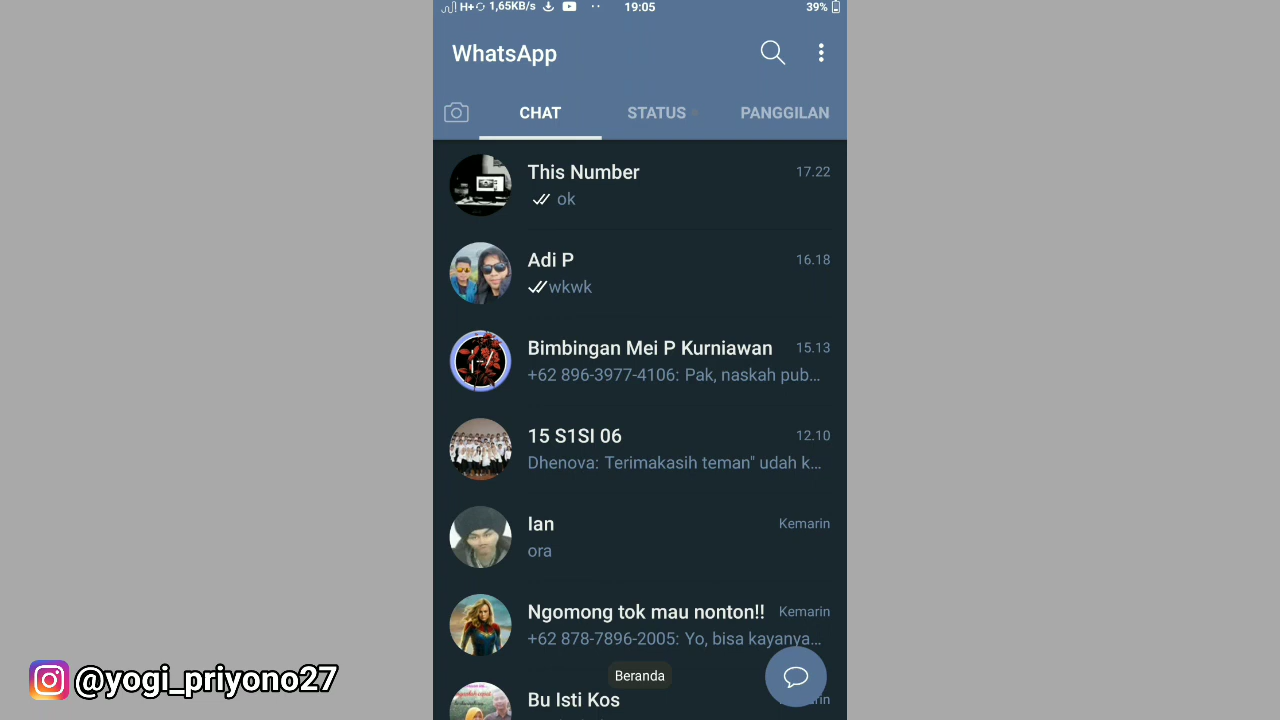 H+ 1,65KB/s 19:05 39%
WhatsApp
CHAT STATUS PANGGILAN
This Number 17.22
ok
Adi P 16.18
wkwk
Bimbingan Mei P Kurniawan 15.13
+62 896-3977-4106: Pak, naskah pub...
15 S1SI 06 12.10
Dhenova: Terimakasih teman" udah k...
Ian Kemarin
ora
Ngomong tok mau nonton!! Kemarin
+62 878-7896-2005: Yo, bisa kayanya...
Beranda
Bu Isti Kos
@yogi_priyono27